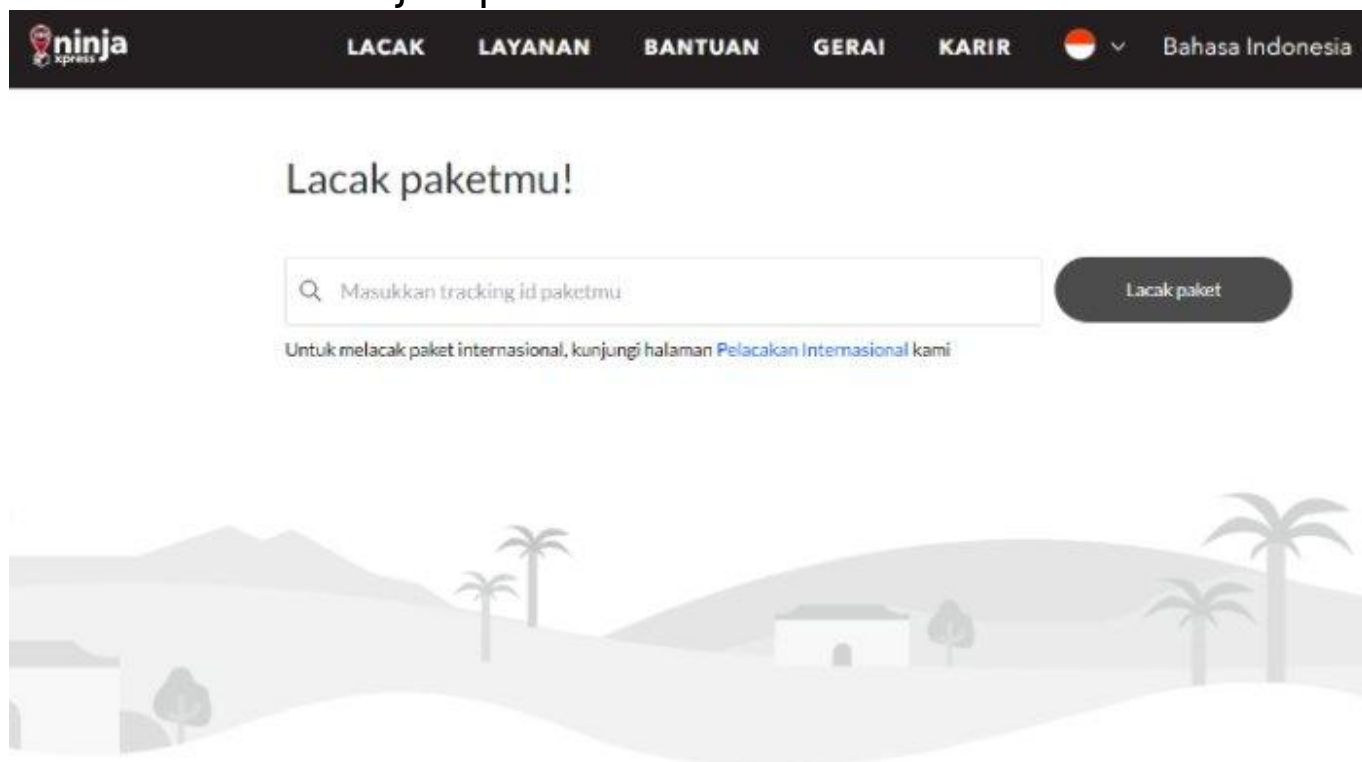 ninja
xpress
LACAK LAYANAN BANTUAN GERAI KARIR Bahasa Indonesia
Lacak paketmu!
Masukkan tracking id paketmu
Lacak paket
Untuk melacak paket internasional, kunjungi halaman Pelacakan Internasional kami